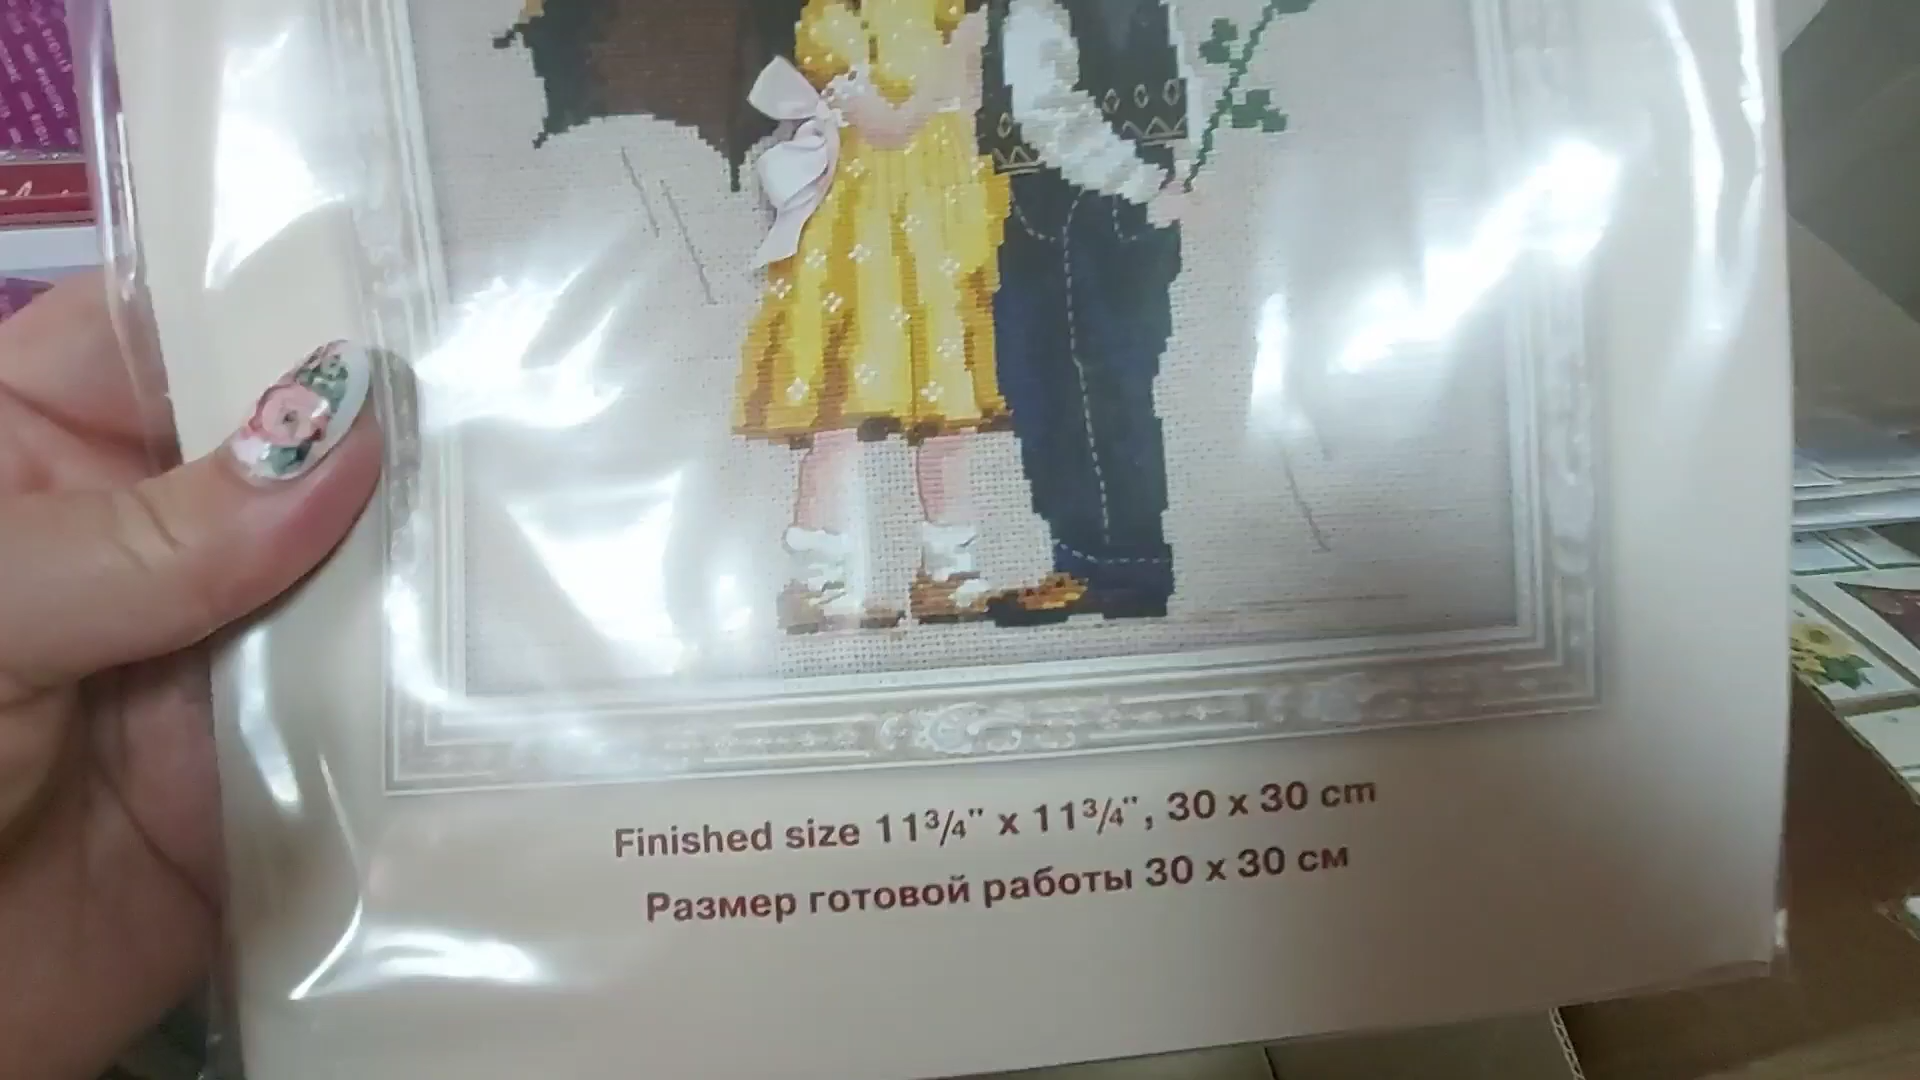 Finished size 11³/₄" x 11³/₄", 30 x 30 cm
Размер готовой работы 30 x 30 см